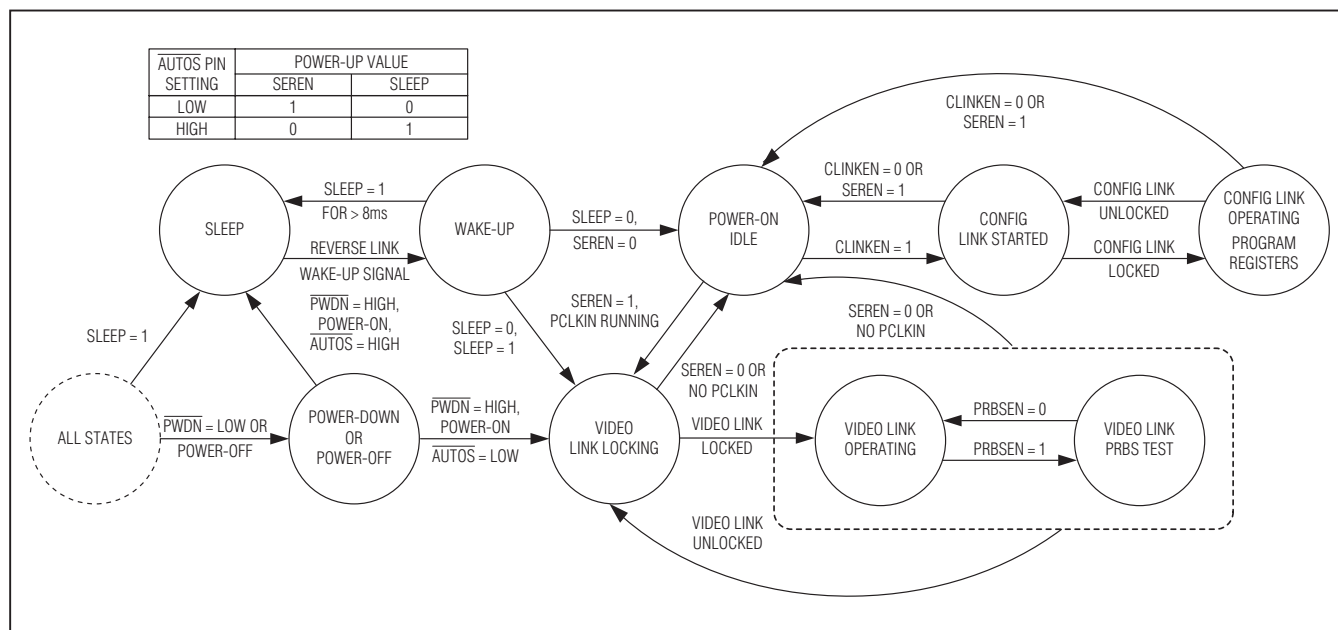 AUTOS PIN
SETTING
POWER-UP VALUE
SEREN
SLEEP
LOW
1
0
HIGH
0
1
CLINKEN = 0 OR
SEREN = 1
SLEEP
SLEEP = 1
FOR > 8ms
REVERSE LINK
WAKE-UP SIGNAL
WAKE-UP
SLEEP = 0,
SEREN = 0
POWER-ON
IDLE
CLINKEN = 0 OR
SEREN = 1
CLINKEN = 1
CONFIG
LINK STARTED
CONFIG LINK
UNLOCKED
CONFIG LINK
LOCKED
CONFIG LINK
OPERATING
PROGRAM
REGISTERS
SLEEP = 1
PWDN = HIGH,
POWER-ON,
AUTOS = HIGH
SLEEP = 0,
SLEEP = 1
SEREN = 1,
PCLKIN RUNNING
SEREN = 0 OR
NO PCLKIN
SEREN = 0 OR
NO PCLKIN
ALL STATES
PWDN = LOW OR
POWER-OFF
POWER-DOWN
OR
POWER-OFF
PWDN = HIGH,
POWER-ON
AUTOS = LOW
VIDEO
LINK LOCKING
VIDEO LINK
LOCKED
VIDEO LINK
OPERATING
PRBSEN = 0
PRBSEN = 1
VIDEO LINK
PRBS TEST
VIDEO LINK
UNLOCKED